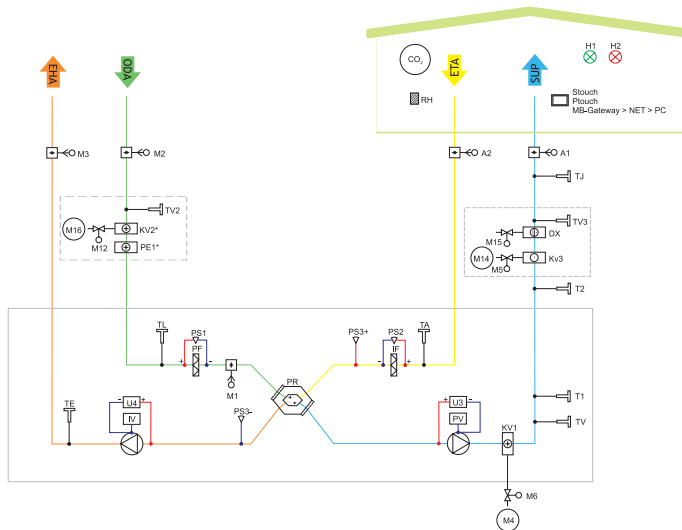 CO₂
H1
H2
EHA
ODA
ETA
SUP
RH
Stouch
Ptouch
MB-Gateway > NET > PC
M3
M2
A2
A1
TJ
TV2
TV3
M16
KV2*
M12
PE1*
DX
M15
M14
Kv3
M5
T2
TL
PS1
PF
+
-
M1
PS3+
PS2
IF
+
-
TA
PR
TE
-
U4
+
IV
PS3-
+
U3
-
PV
T1
TV
KV1
M6
M4